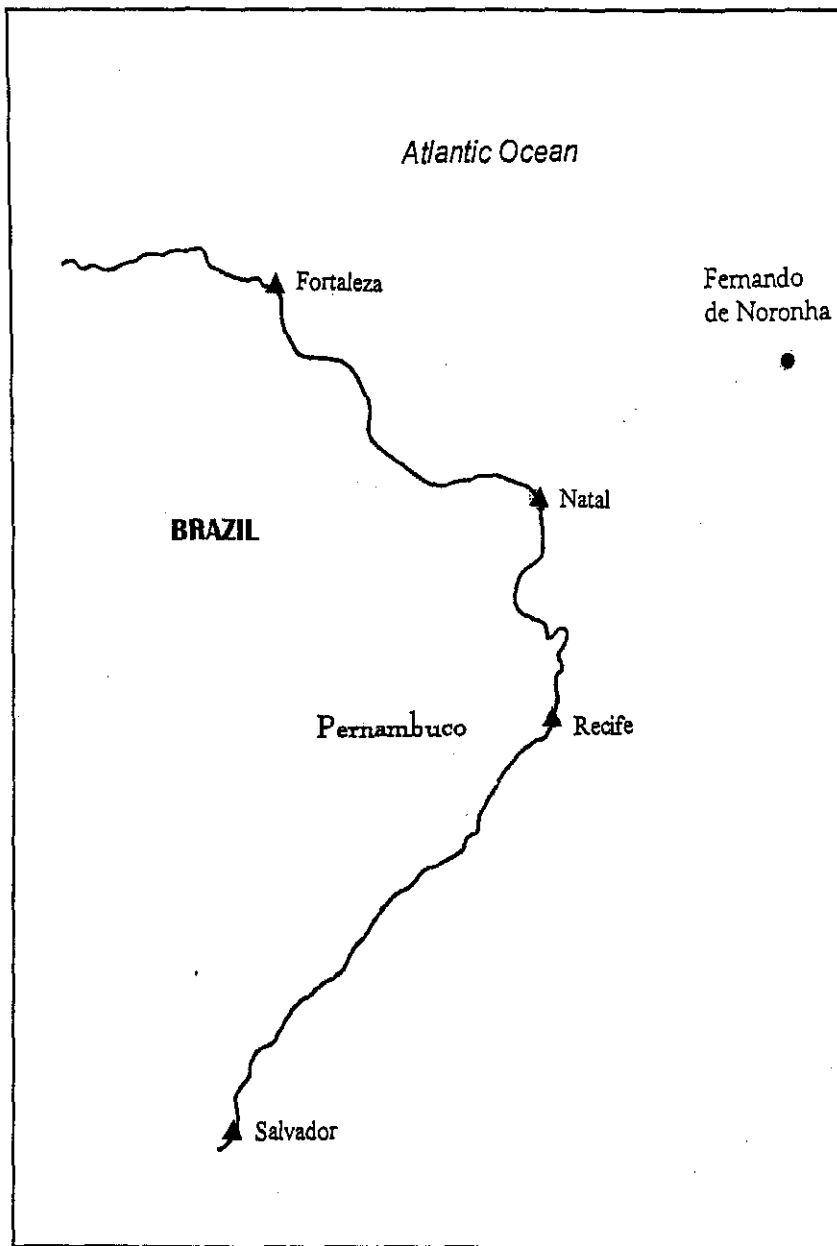 Atlantic Ocean
Fortaleza
Fernando
de Noronha
Natal
BRAZIL
Pernambuco
Recife
Salvador